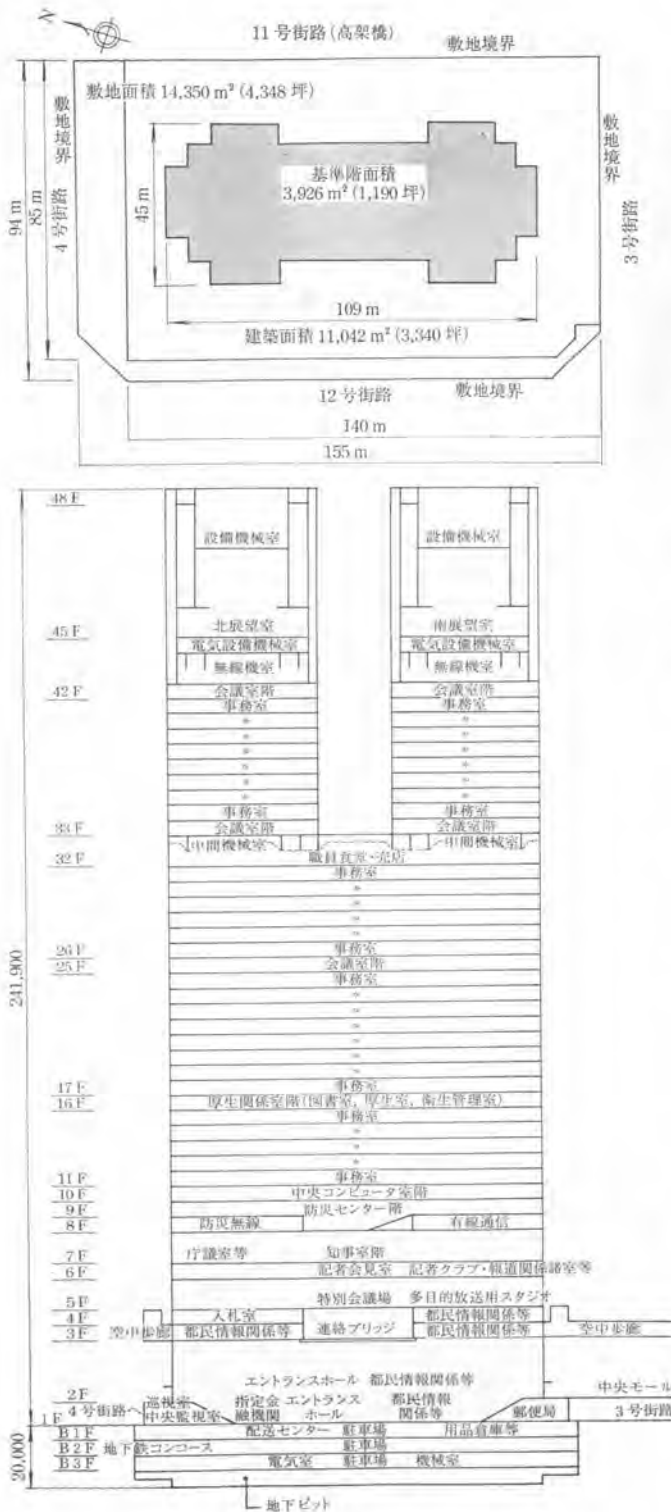 N
11号街路(高架橋)
敷地境界
敷地面積 14,350 m² (4,348 坪)
敷地境界
敷地境界
94 m
85 m
4号街路
45 m
基準階面積
3,926 m² (1,190 坪)
3号街路
109 m
建築面積 11,042 m² (3,340 坪)
12号街路
敷地境界
140 m
155 m
48 F
設備機械室 設備機械室
北展望室 南展望室
45 F
電気設備機械室 電気設備機械室
無線機室 無線機室
42 F
会議室階 会議室階
事務室 事務室
〃 〃
〃 〃
〃 〃
〃 〃
〃 〃
〃 〃
事務室 事務室
33 F
会議室階 会議室階
中間機械室 中間機械室
32 F
職員食堂・売店
事務室
〃
〃
〃
〃
26 F
事務室
25 F
会議室階
事務室
〃
〃
〃
〃
〃
〃
17 F
事務室
16 F
厚生関係室階(図書室, 厚生室, 衛生管理室)
事務室
〃
〃
〃
11 F
事務室
10 F
中央コンピュータ室階
9 F
防災センター階
8 F
防災無線 有線通信
7 F
庁議室等 知事室階
6 F
記者会見室 記者クラブ・報道関係諸室等
5 F
特別会議場 多目的放送用スタジオ
4 F
入札室 都民情報関係等
3 F
空中歩廊 都民情報関係等 連絡ブリッジ 都民情報関係等 空中歩廊
エントランスホール 都民情報関係等
2 F
中央モール
1 F
4号街路へ 巡視室 指定金 エントランス 都民情報
中央監視室 融機関 ホール 関係等 郵便局 3号街路
B 1 F
配送センター 駐車場 用品倉庫等
B 2 F
地下鉄コンコース 駐車場
B 3 F
電気室 駐車場 機械室
地下ピット
241,900
20,000